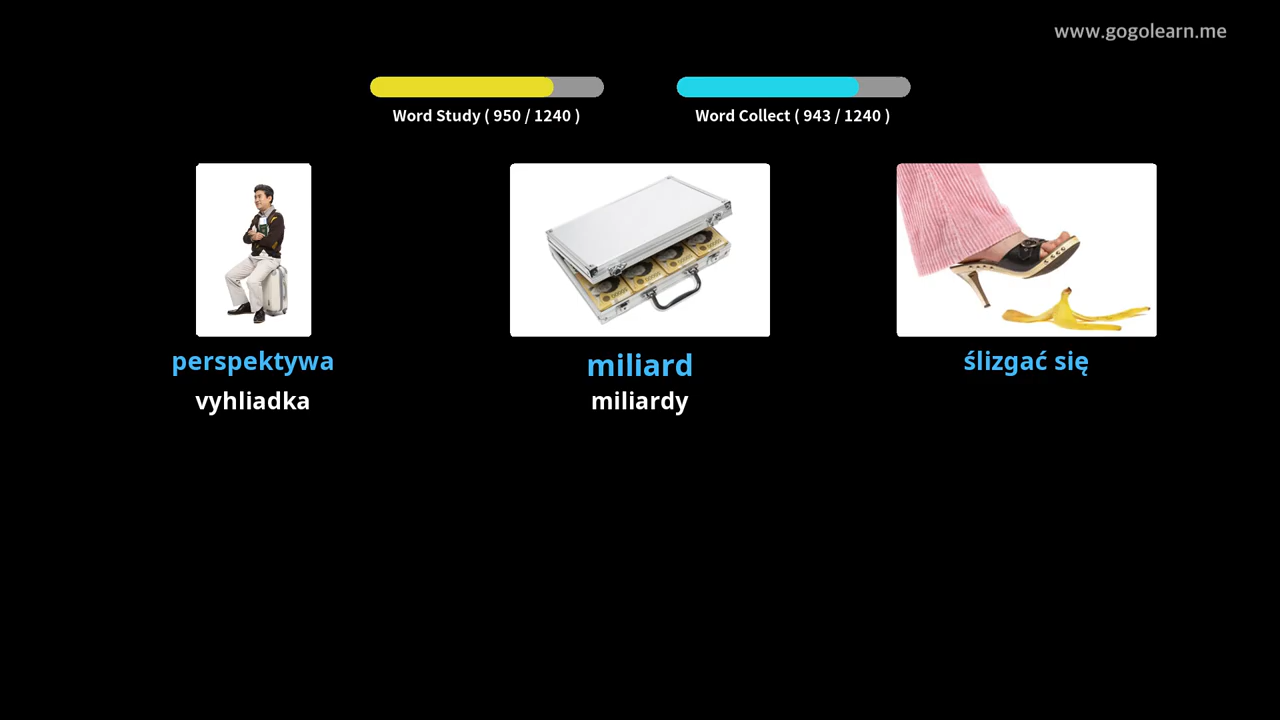 www.gogolearn.me
Word Study ( 950 / 1240 )
Word Collect ( 943 / 1240 )
perspektywa
vyhliadka
miliard
miliardy
ślizgać się